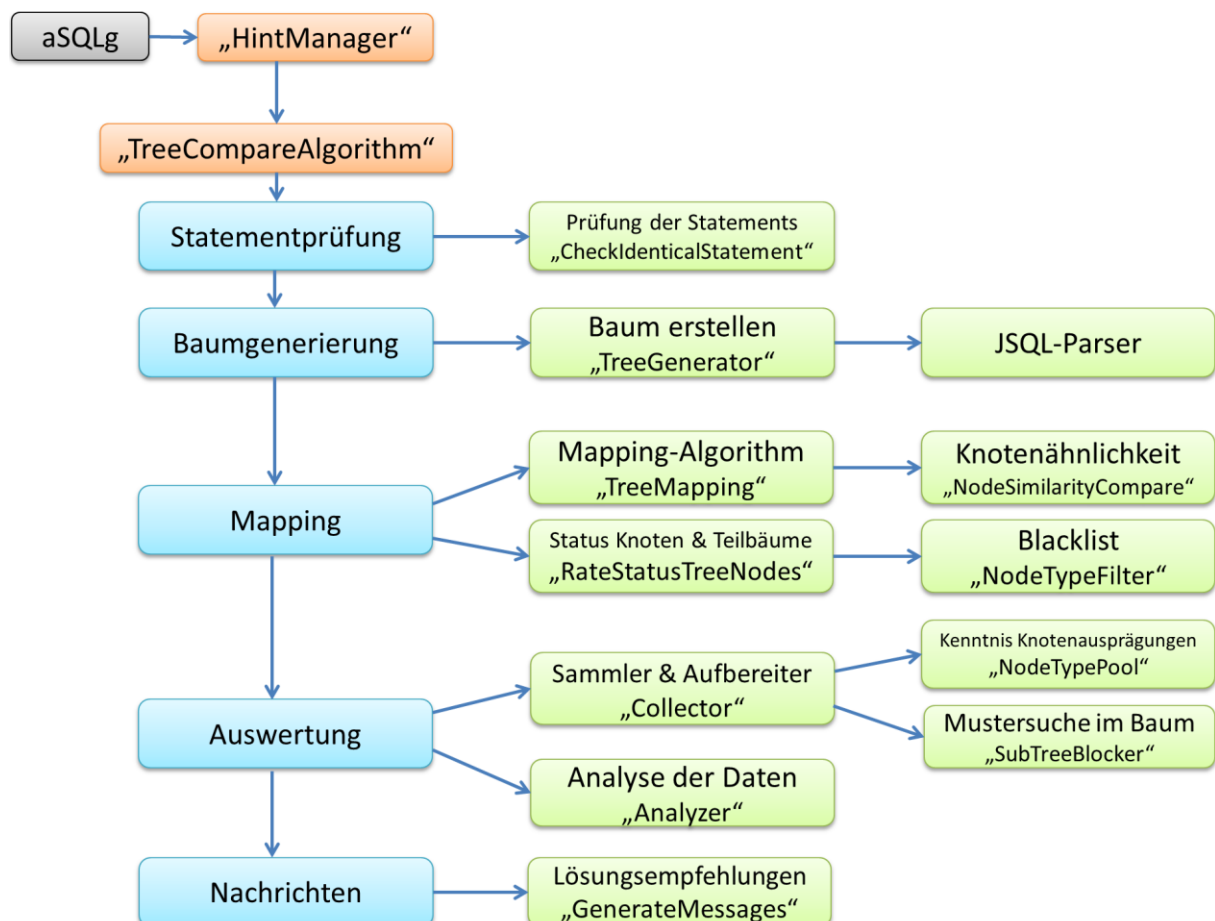 aSQLg
„HintManager“
„TreeCompareAlgorithm“
Statementprüfung
Prüfung der Statements
„CheckIdenticalStatement“
Baumgenerierung
Baum erstellen
„TreeGenerator“
JSQL-Parser
Mapping
Mapping-Algorithm
„TreeMapping“
Knotenähnlichkeit
„NodeSimilarityCompare“
Status Knoten & Teilbäume
„RateStatusTreeNodes“
Blacklist
„NodeTypeFilter“
Auswertung
Sammler & Aufbereiter
„Collector“
Kenntnis Knotenausprägungen
„NodeTypePool“
Mustersuche im Baum
„SubTreeBlocker“
Analyse der Daten
„Analyzer“
Nachrichten
Lösungsempfehlungen
„GenerateMessages“